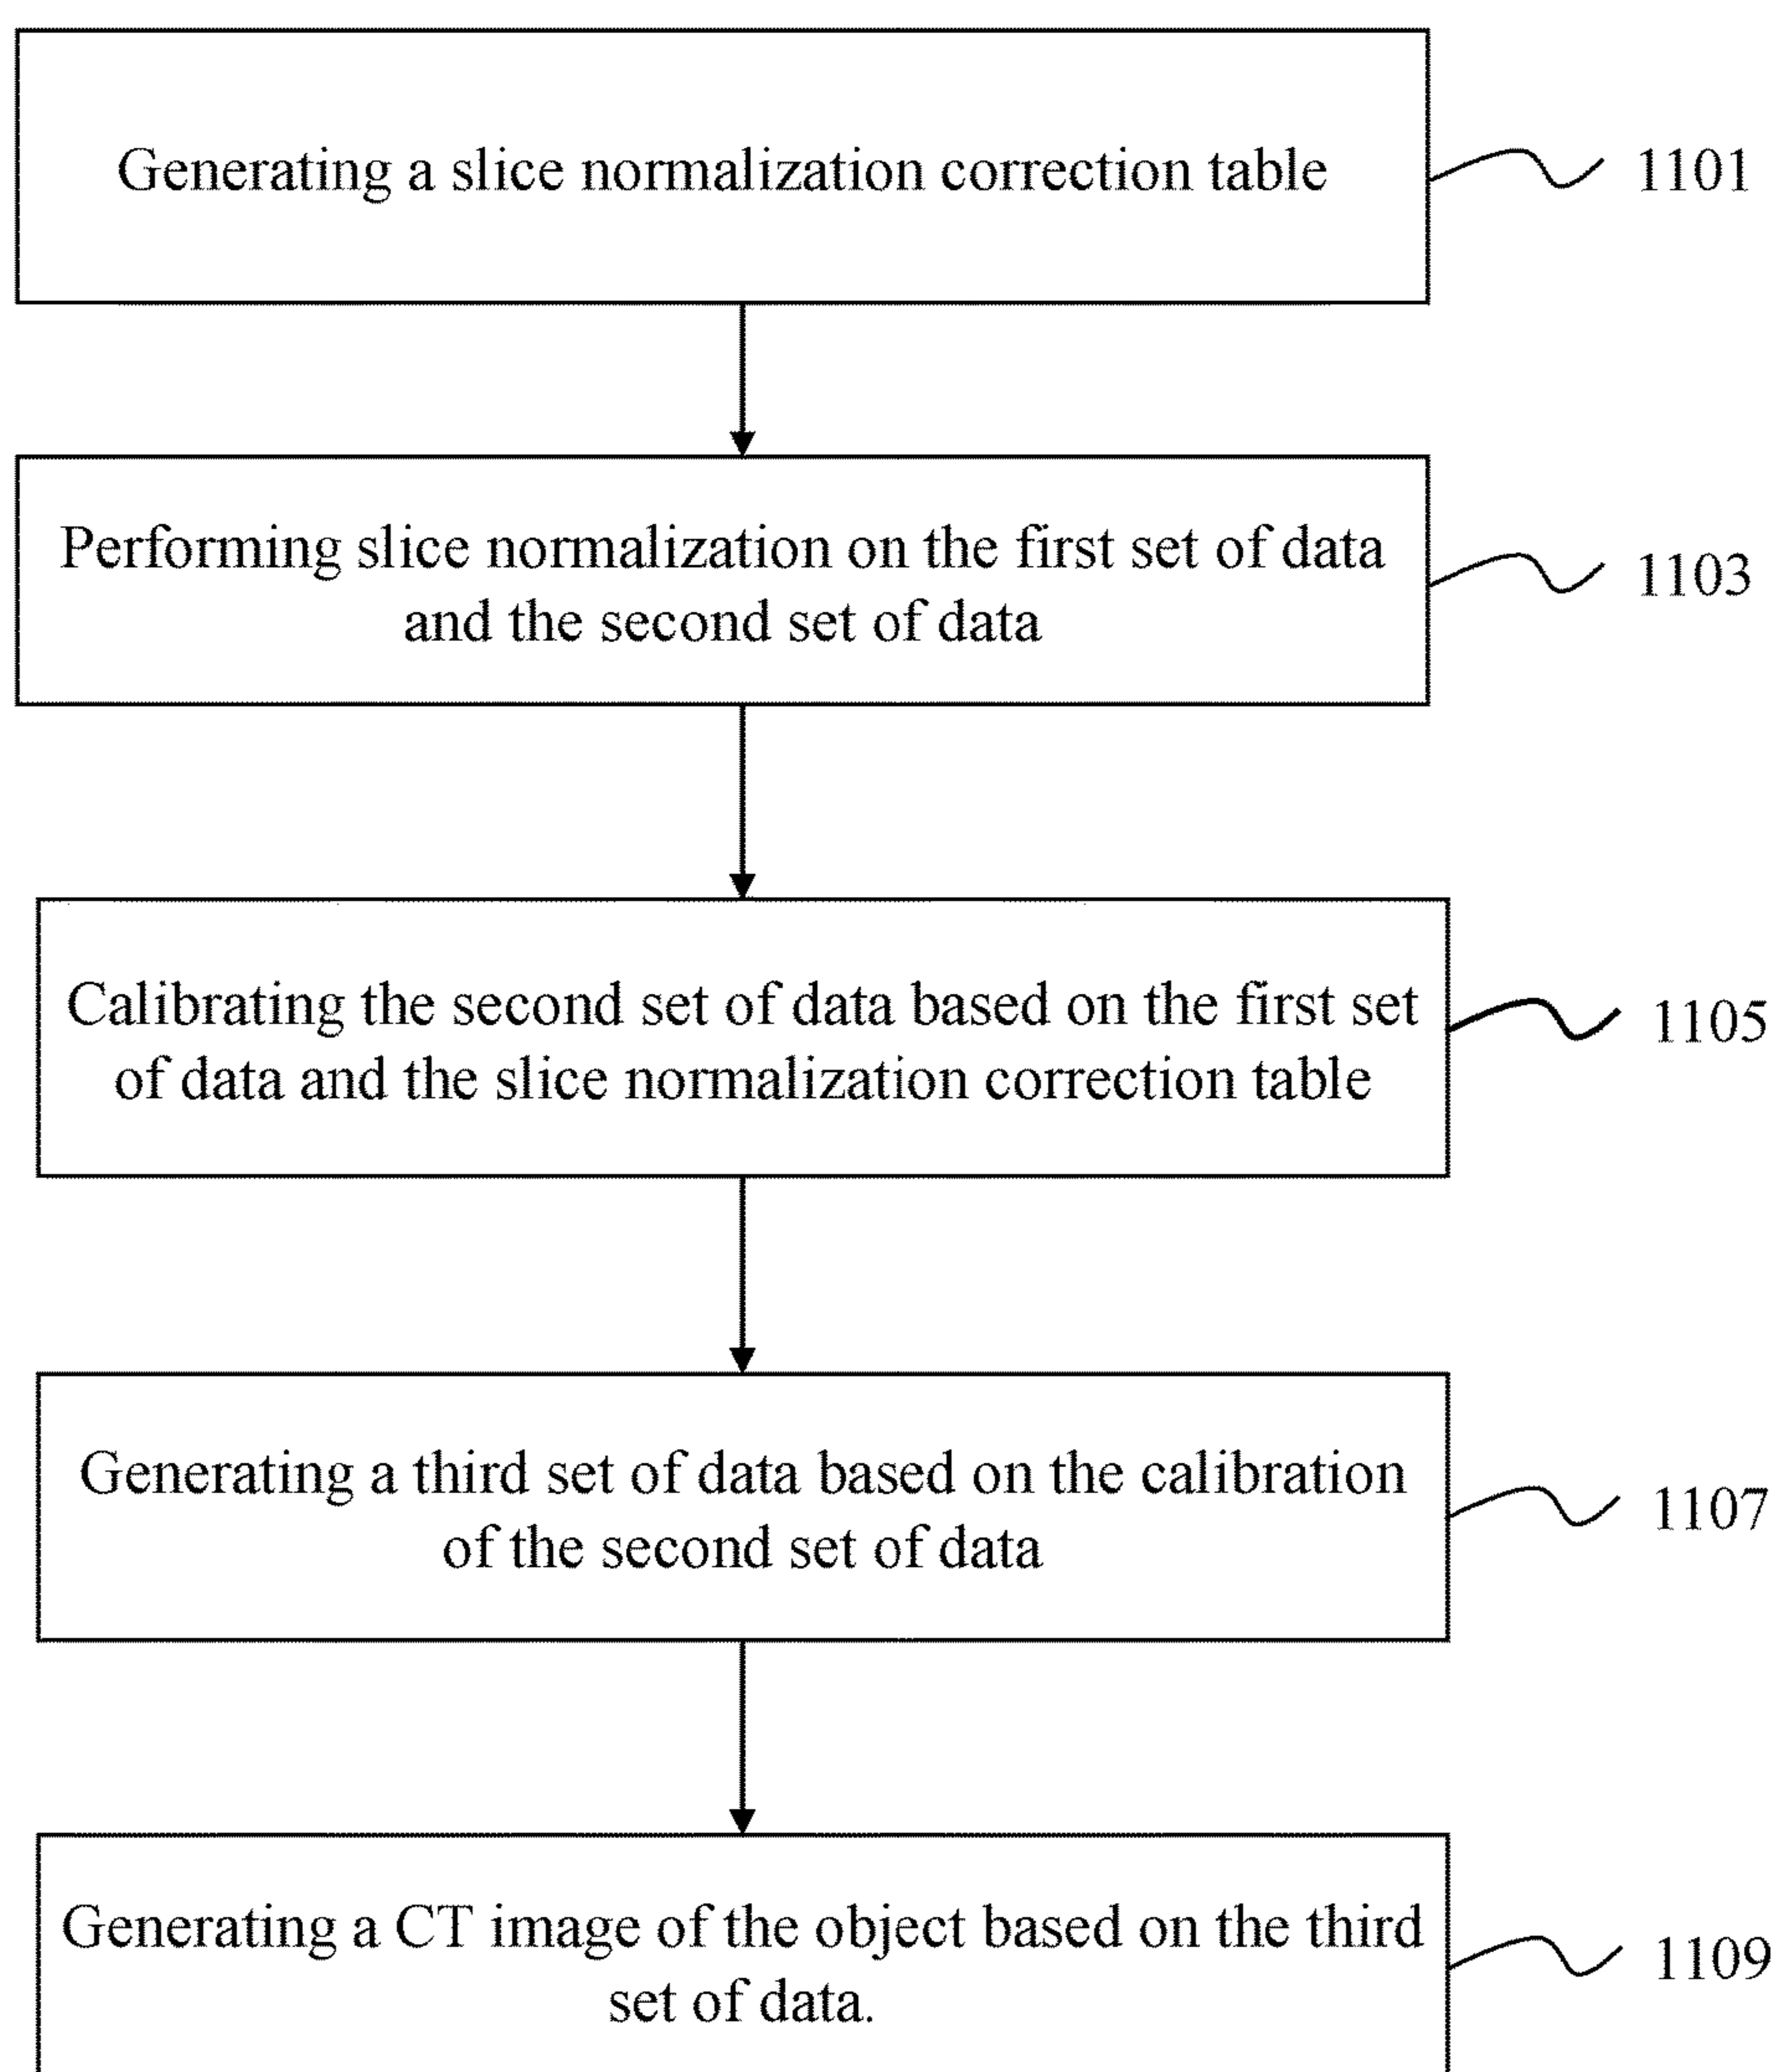 Generating a slice normalization correction table
1101
Performing slice normalization on the first set of data
and the second set of data
1103
Calibrating the second set of data based on the first set
of data and the slice normalization correction table
1105
Generating a third set of data based on the calibration
of the second set of data
1107
Generating a CT image of the object based on the third
set of data.
1109